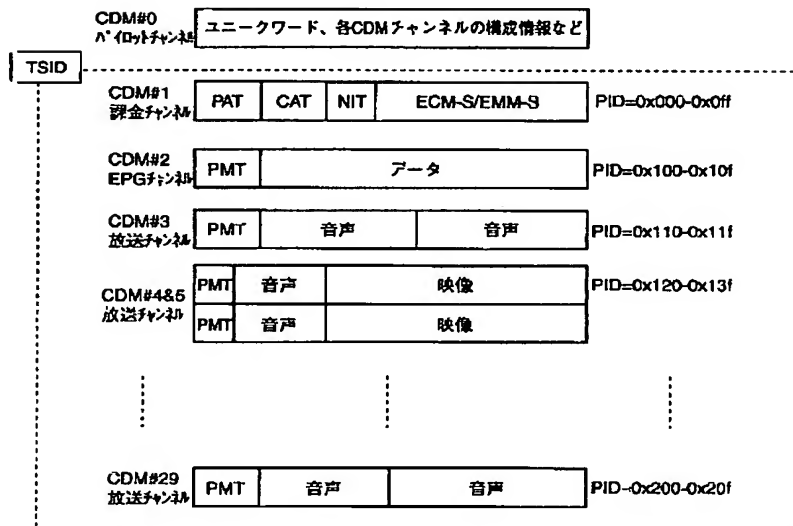 CDM#0
パイロットチャンネル
ユニークワード、各CDMチャンネルの構成情報など
TSID
CDM#1
課金チャンネル
PAT CAT NIT ECM-S/EMM-S PID=0x000-0x0ff
CDM#2
EPGチャンネル
PMT データ PID=0x100-0x10f
CDM#3
放送チャンネル
PMT 音声 音声 PID=0x110-0x11f
CDM#4&5
放送チャンネル
PMT 音声 映像 PID=0x120-0x13f
PMT 音声 映像
CDM#29
放送チャンネル
PMT 音声 音声 PID-0x200-0x20f